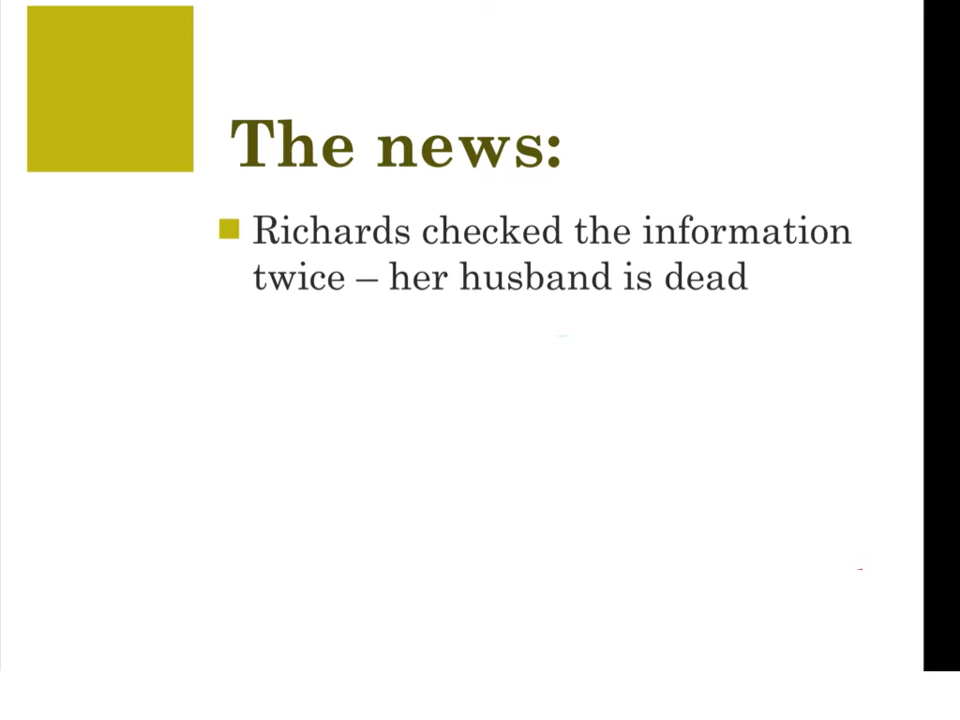 The news:
Richards checked the information
twice – her husband is dead